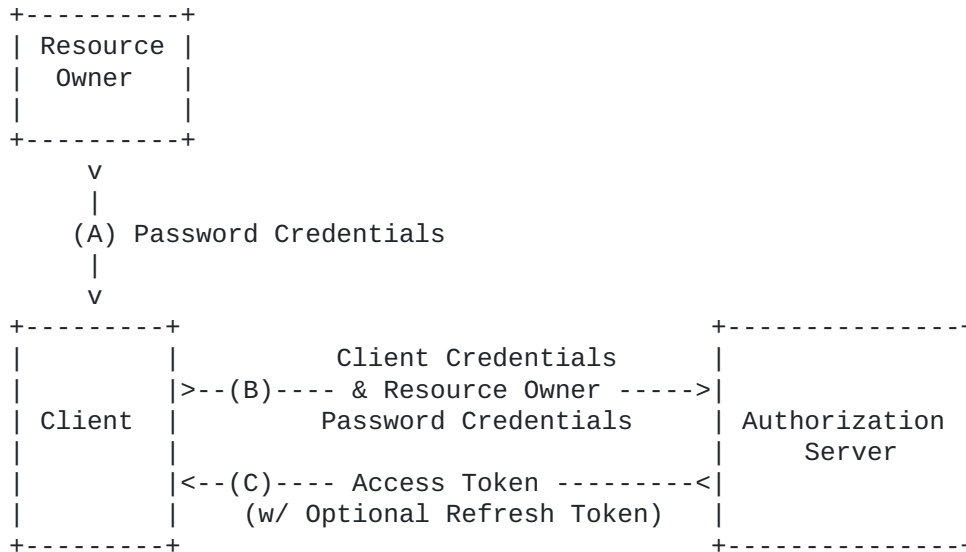 Resource
Owner
(A) Password Credentials
Client Credentials
>--(B)---- & Resource Owner ----->
Client Password Credentials Authorization
Server
<--(C)---- Access Token ---------<
(w/ Optional Refresh Token)